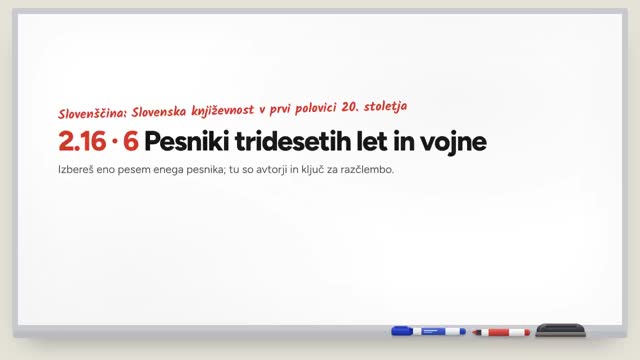 Slovenščina: Slovenska književnost v prvi polovici 20. stoletja
2.16 · 6 Pesniki tridesetih let in vojne
Izbereš eno pesem enega pesnika; tu so avtorji in ključ za razčlembo.